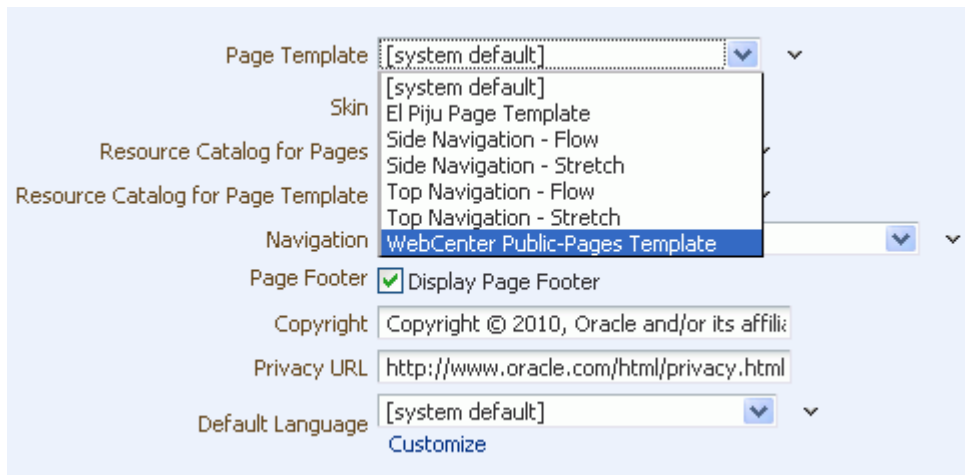 Page Template [system default]
[system default]
Skin
El Piju Page Template
Side Navigation - Flow
Resource Catalog for Pages
Side Navigation - Stretch
Resource Catalog for Page Template
Top Navigation - Flow
Top Navigation - Stretch
Navigation
WebCenter Public-Pages Template
Page Footer Display Page Footer
Copyright Copyright © 2010, Oracle and/or its affilia
Privacy URL http://www.oracle.com/html/privacy.html
Default Language [system default]
Customize